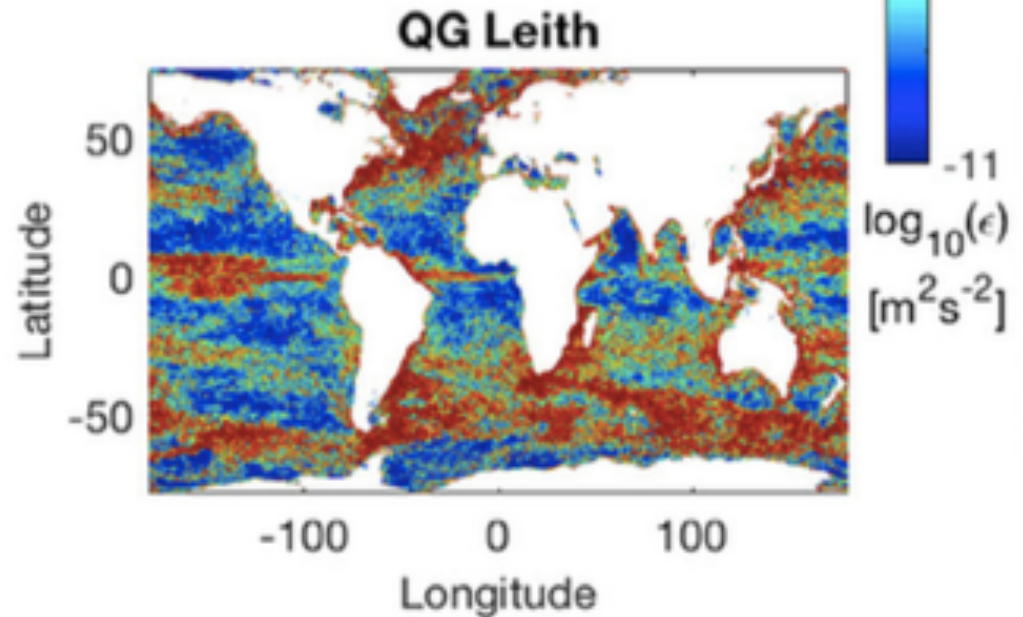 QG Leith
50
0
-50
Latitude
-100 0 100
Longitude
-11
log₁₀(ϵ)
[m²s⁻²]